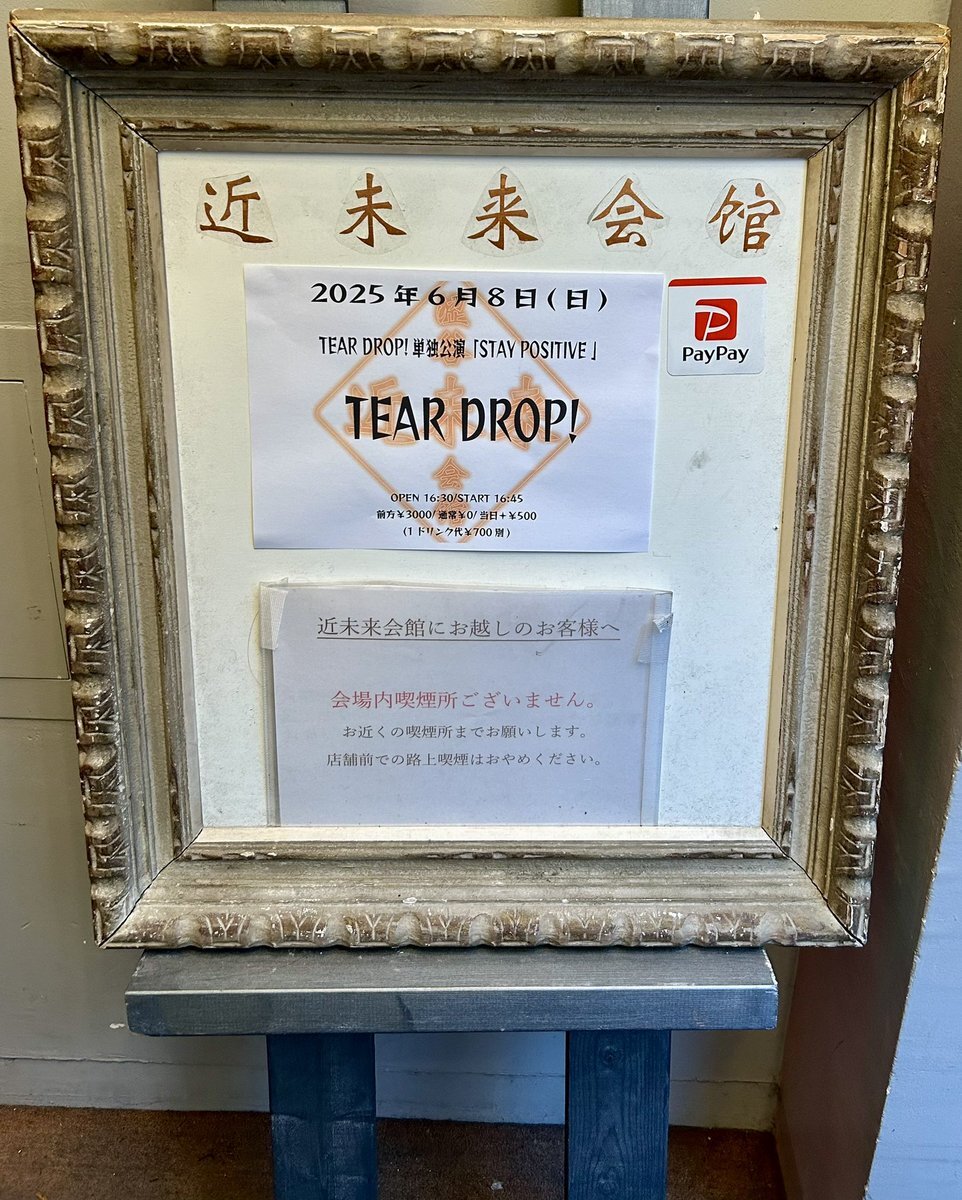 近未来会馆
2025年6月8日(日)
TEAR DROP! 単独公演「STAY POSITIVE」
TEAR DROP!
OPEN 16:30/START 16:45
前方¥3000/通常¥0/当日+¥500
(1ドリンク代¥700別)
PayPay
近未来会館にお越しのお客様へ
会場内喫煙所ございません。
お近くの喫煙所までお願いします。
店舗前での路上喫煙はおやめください。